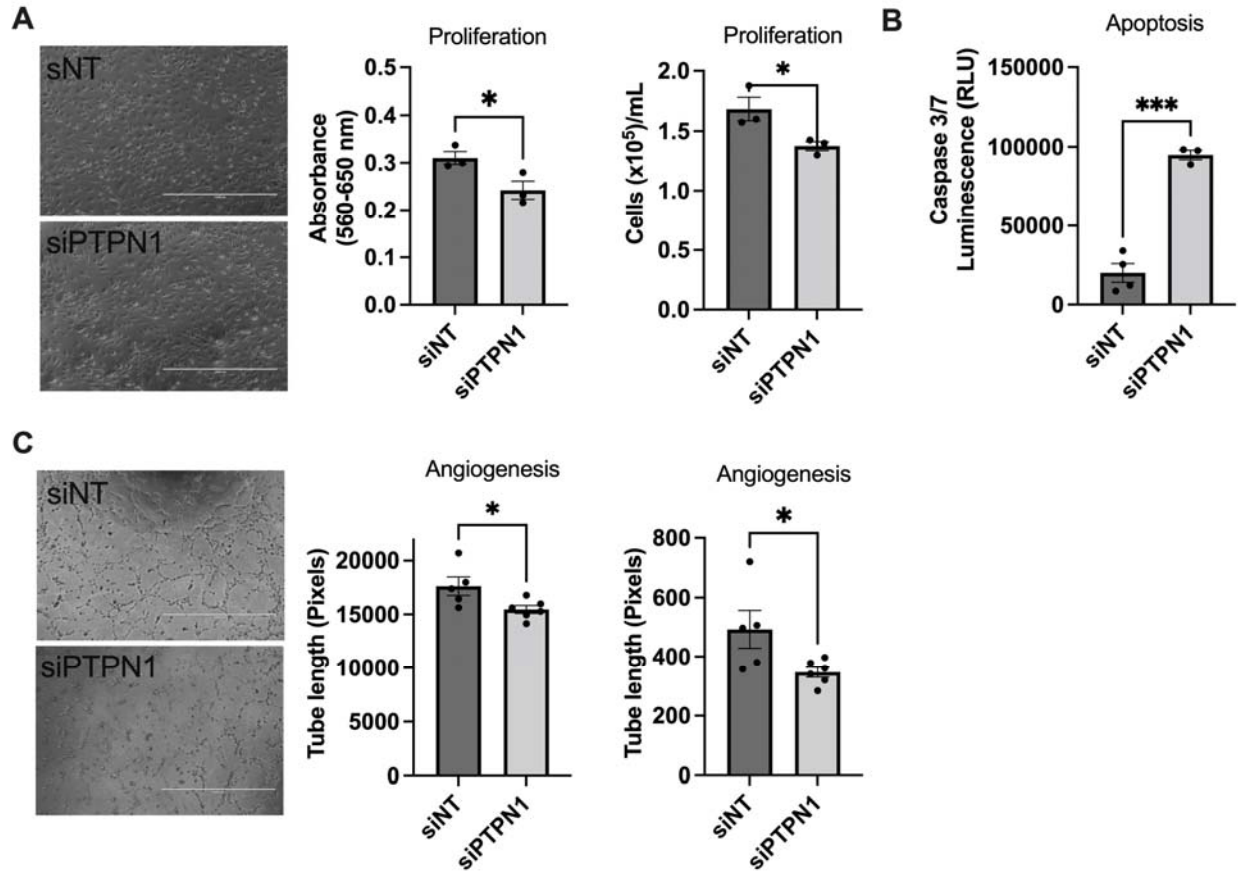 A
sNT
siPTPN1
Proliferation
Absorbance
(560-650 nm)
0.5
0.4
0.3
0.2
0.1
0.0
*
siNT
siPTPN1
Proliferation
Cells (x10⁵)/mL
2.0
1.5
1.0
0.5
0.0
*
siNT
siPTPN1
B
Apoptosis
Caspase 3/7
Luminescence (RLU)
150000
100000
50000
0
***
siNT
siPTPN1
C
siNT
siPTPN1
Angiogenesis
Tube length (Pixels)
20000
15000
10000
5000
0
*
siNT
siPTPN1
Angiogenesis
Tube length (Pixels)
800
600
400
200
0
*
siNT
siPTPN1